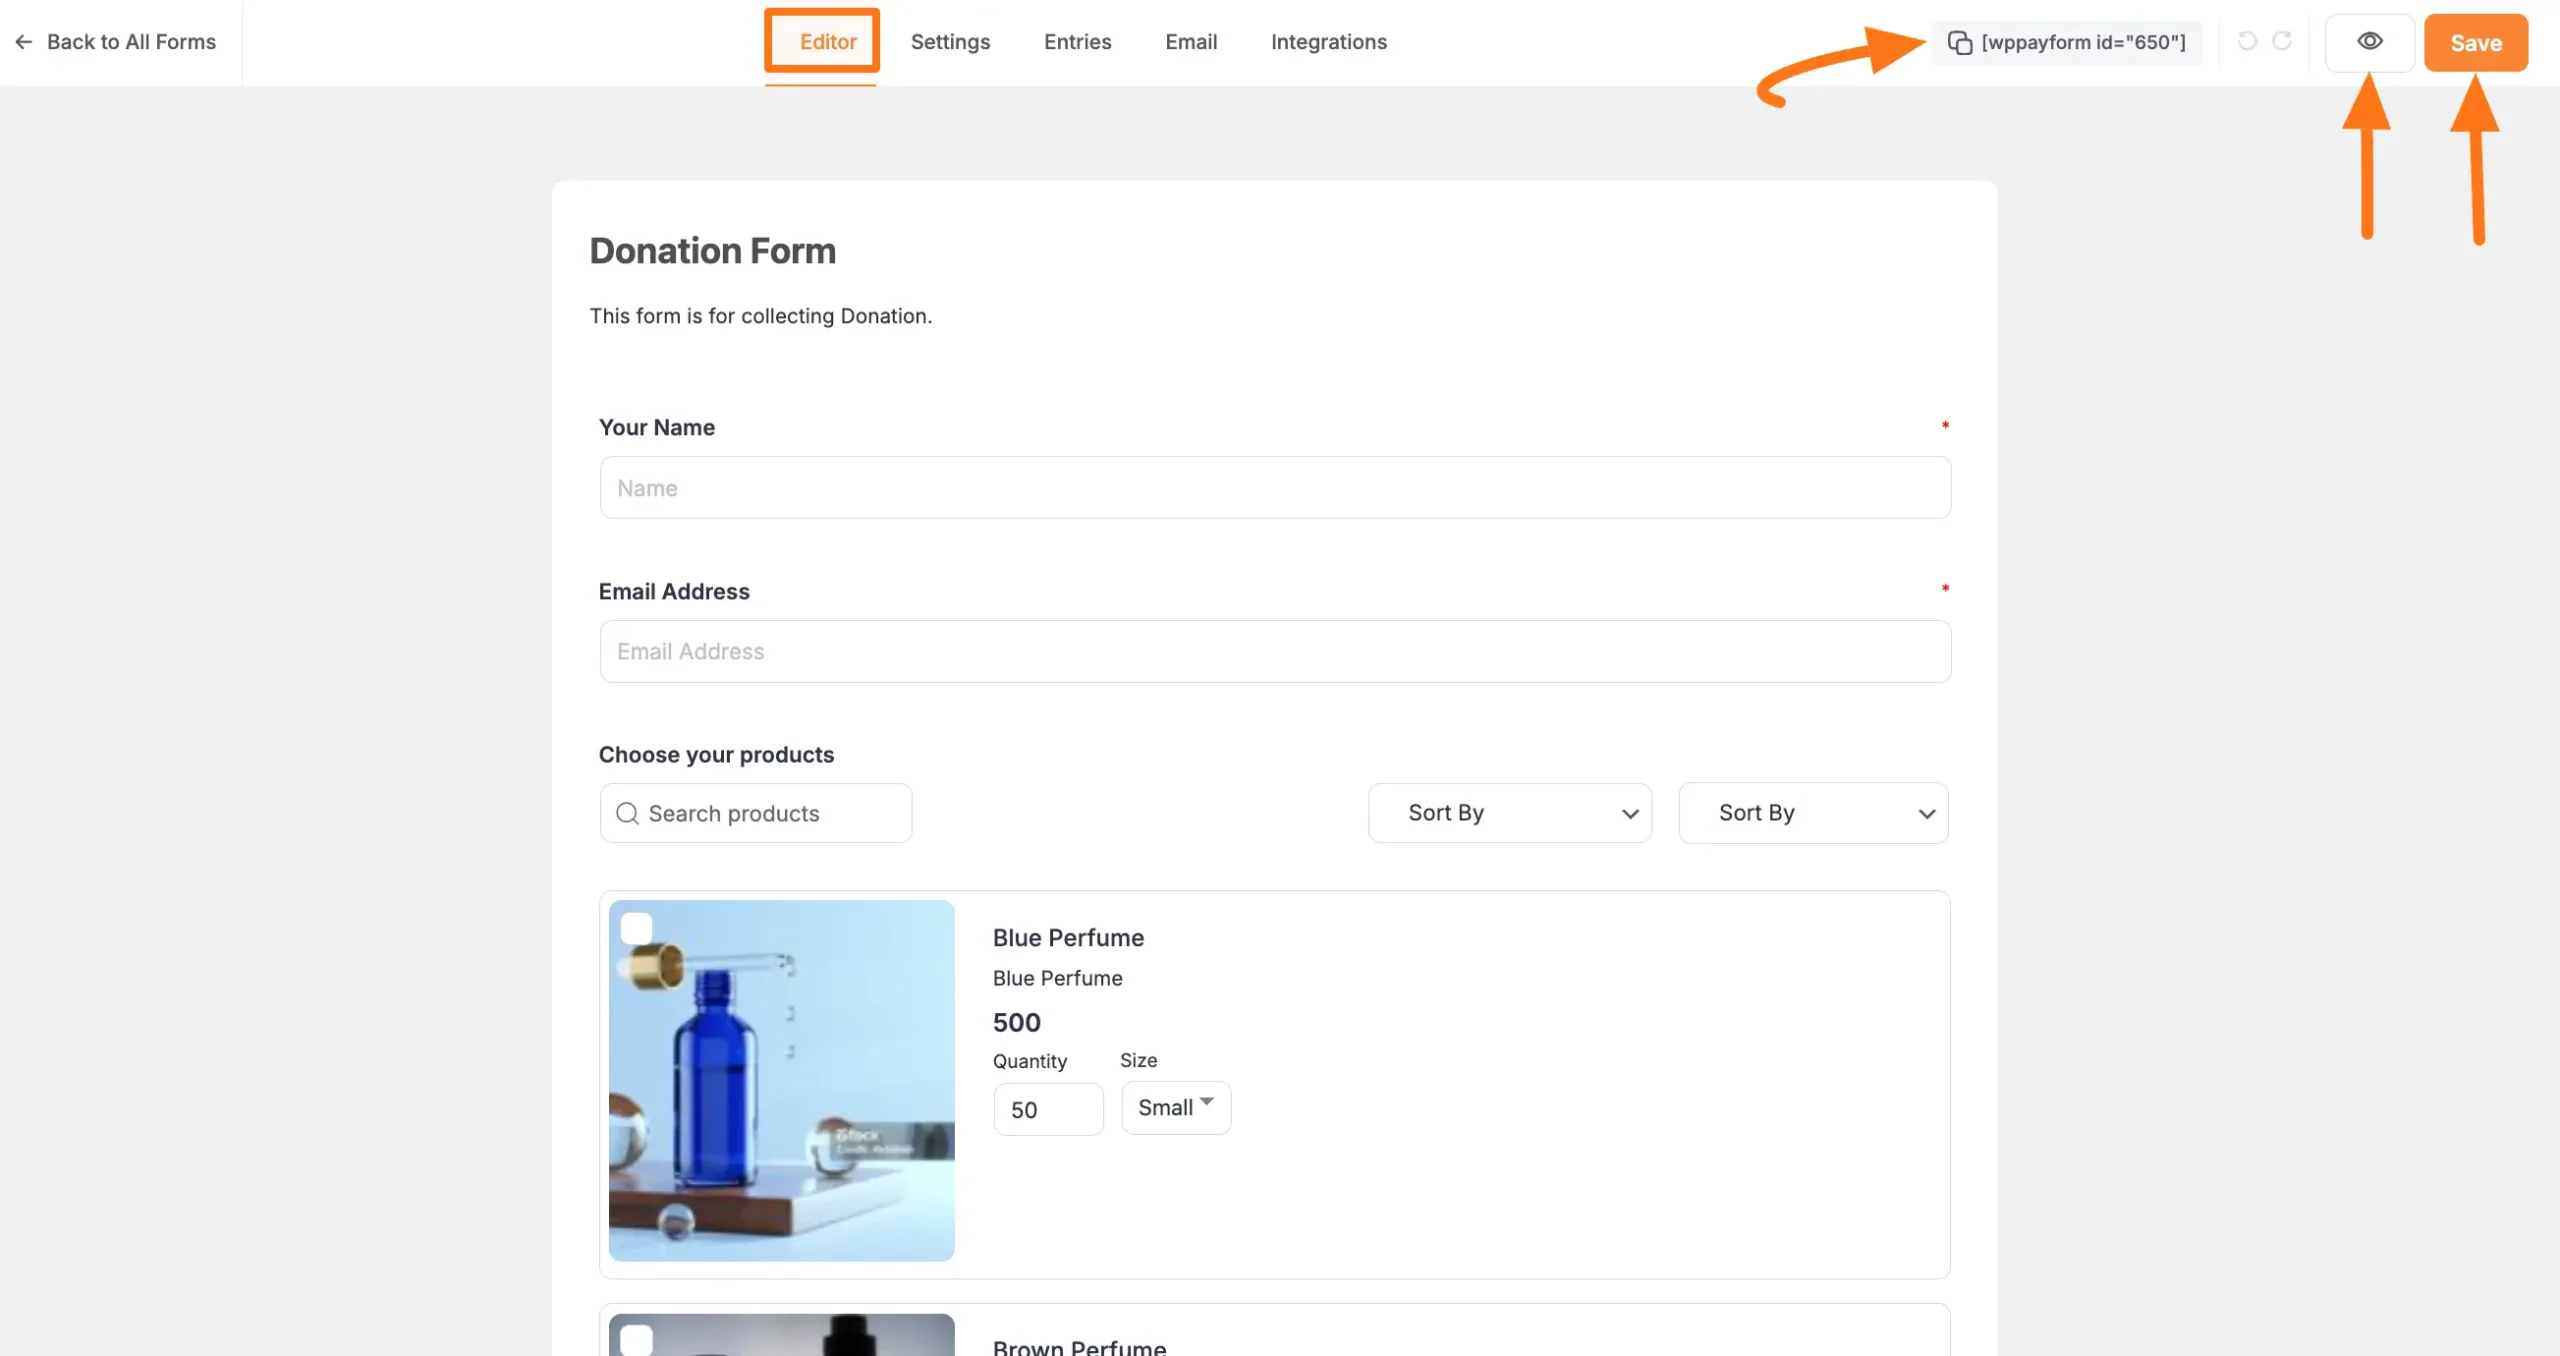 Back to All Forms
Editor
Settings
Entries
Email
Integrations
[wppayform id="650"]
Save
Donation Form
This form is for collecting Donation.
Your Name *
Name
Email Address *
Email Address
Choose your products
Search products
Sort By
Sort By
Blue Perfume
Blue Perfume
500
Quantity
Size
50
Small
iStock
Brown Perfume